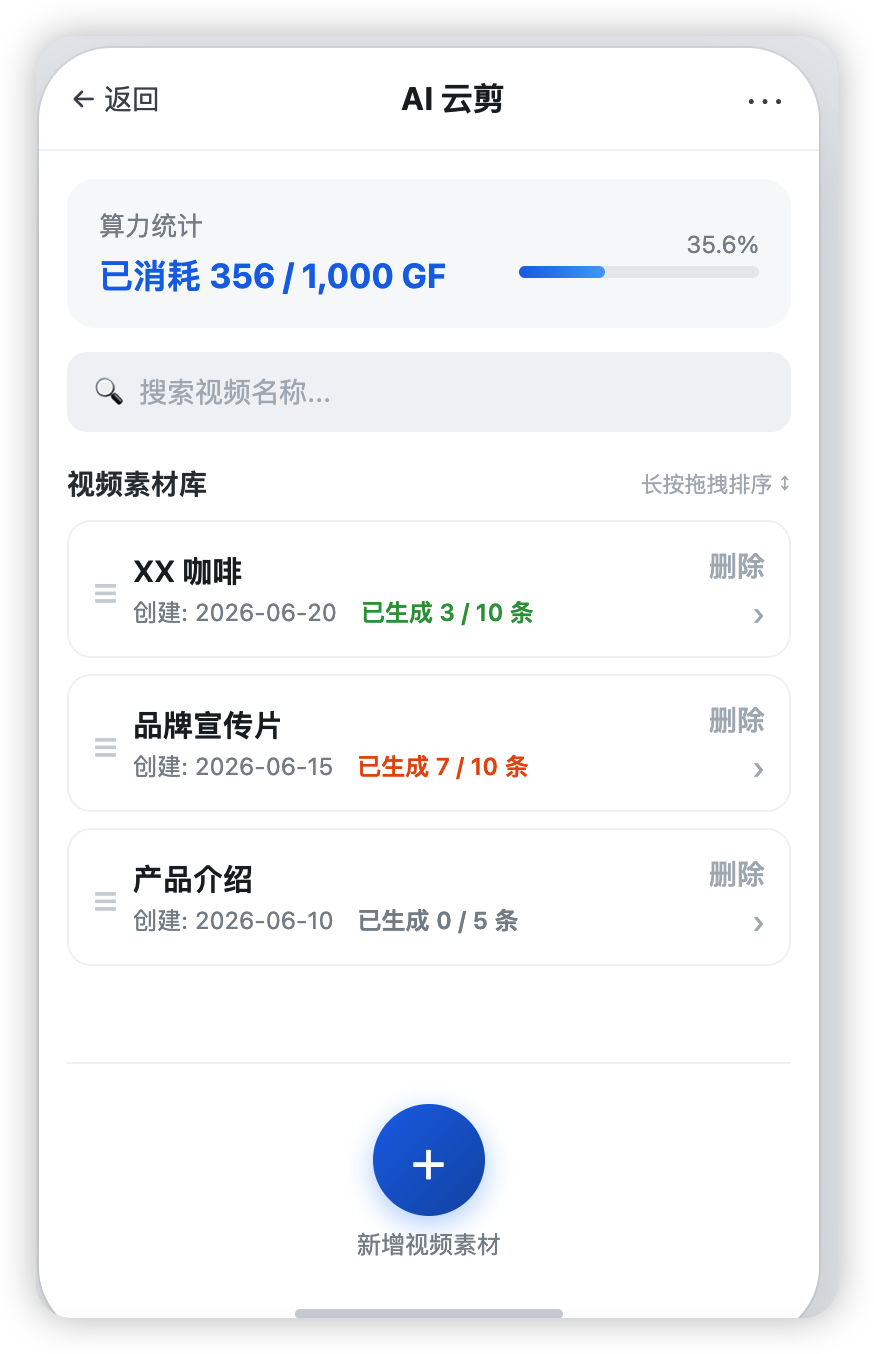 ← 返回
AI 云剪
...
算力统计
已消耗 356 / 1,000 GF
35.6%
🔍 搜索视频名称...
视频素材库
长按拖拽排序 ↕
XX 咖啡
删除
创建: 2026-06-20 已生成 3 / 10 条
›
品牌宣传片
删除
创建: 2026-06-15 已生成 7 / 10 条
›
产品介绍
删除
创建: 2026-06-10 已生成 0 / 5 条
›
+
新增视频素材